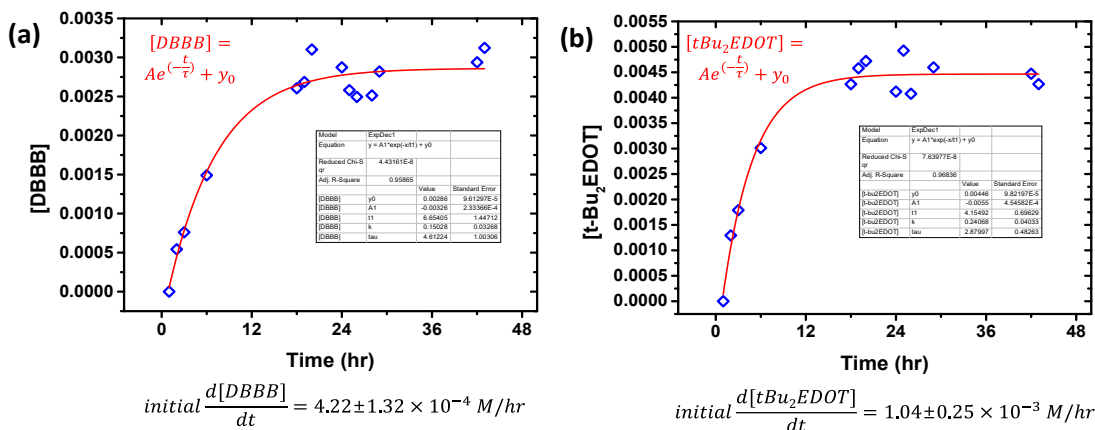 (a)
[DBBB] =
Ae^(-t/τ) + y₀
[DBBB]
0.0035
0.0030
0.0025
0.0020
0.0015
0.0010
0.0005
0.0000
Model ExpDec1
Equation y = A1*exp(-x/t1) + y0
Reduced Chi-S
qr 4.43161E-8
Adj. R-Square 0.95865
Value Standard Error
[DBBB] y0 0.00286 9.61297E-5
[DBBB] A1 -0.00326 2.33366E-4
[DBBB] t1 6.65405 1.44712
[DBBB] k 0.15028 0.03268
[DBBB] tau 4.61224 1.00306
0 12 24 36 48
Time (hr)
initial d[DBBB]/dt = 4.22±1.32 × 10⁻⁴ M/hr
(b)
[tBu₂EDOT] =
Ae^(-t/τ) + y₀
[t-Bu₂EDOT]
0.0055
0.0050
0.0045
0.0040
0.0035
0.0030
0.0025
0.0020
0.0015
0.0010
0.0005
0.0000
Model ExpDec1
Equation y = A1*exp(-x/t1) + y0
Reduced Chi-S
qr 7.63977E-8
Adj. R-Square 0.96836
Value Standard Error
[t-bu2EDOT] y0 0.00446 9.82197E-5
[t-bu2EDOT] A1 -0.0055 4.54582E-4
[t-bu2EDOT] t1 4.15492 0.69629
[t-bu2EDOT] k 0.24068 0.04033
[t-bu2EDOT] tau 2.87997 0.48263
0 12 24 36 48
Time (hr)
initial d[tBu₂EDOT]/dt = 1.04±0.25 × 10⁻³ M/hr